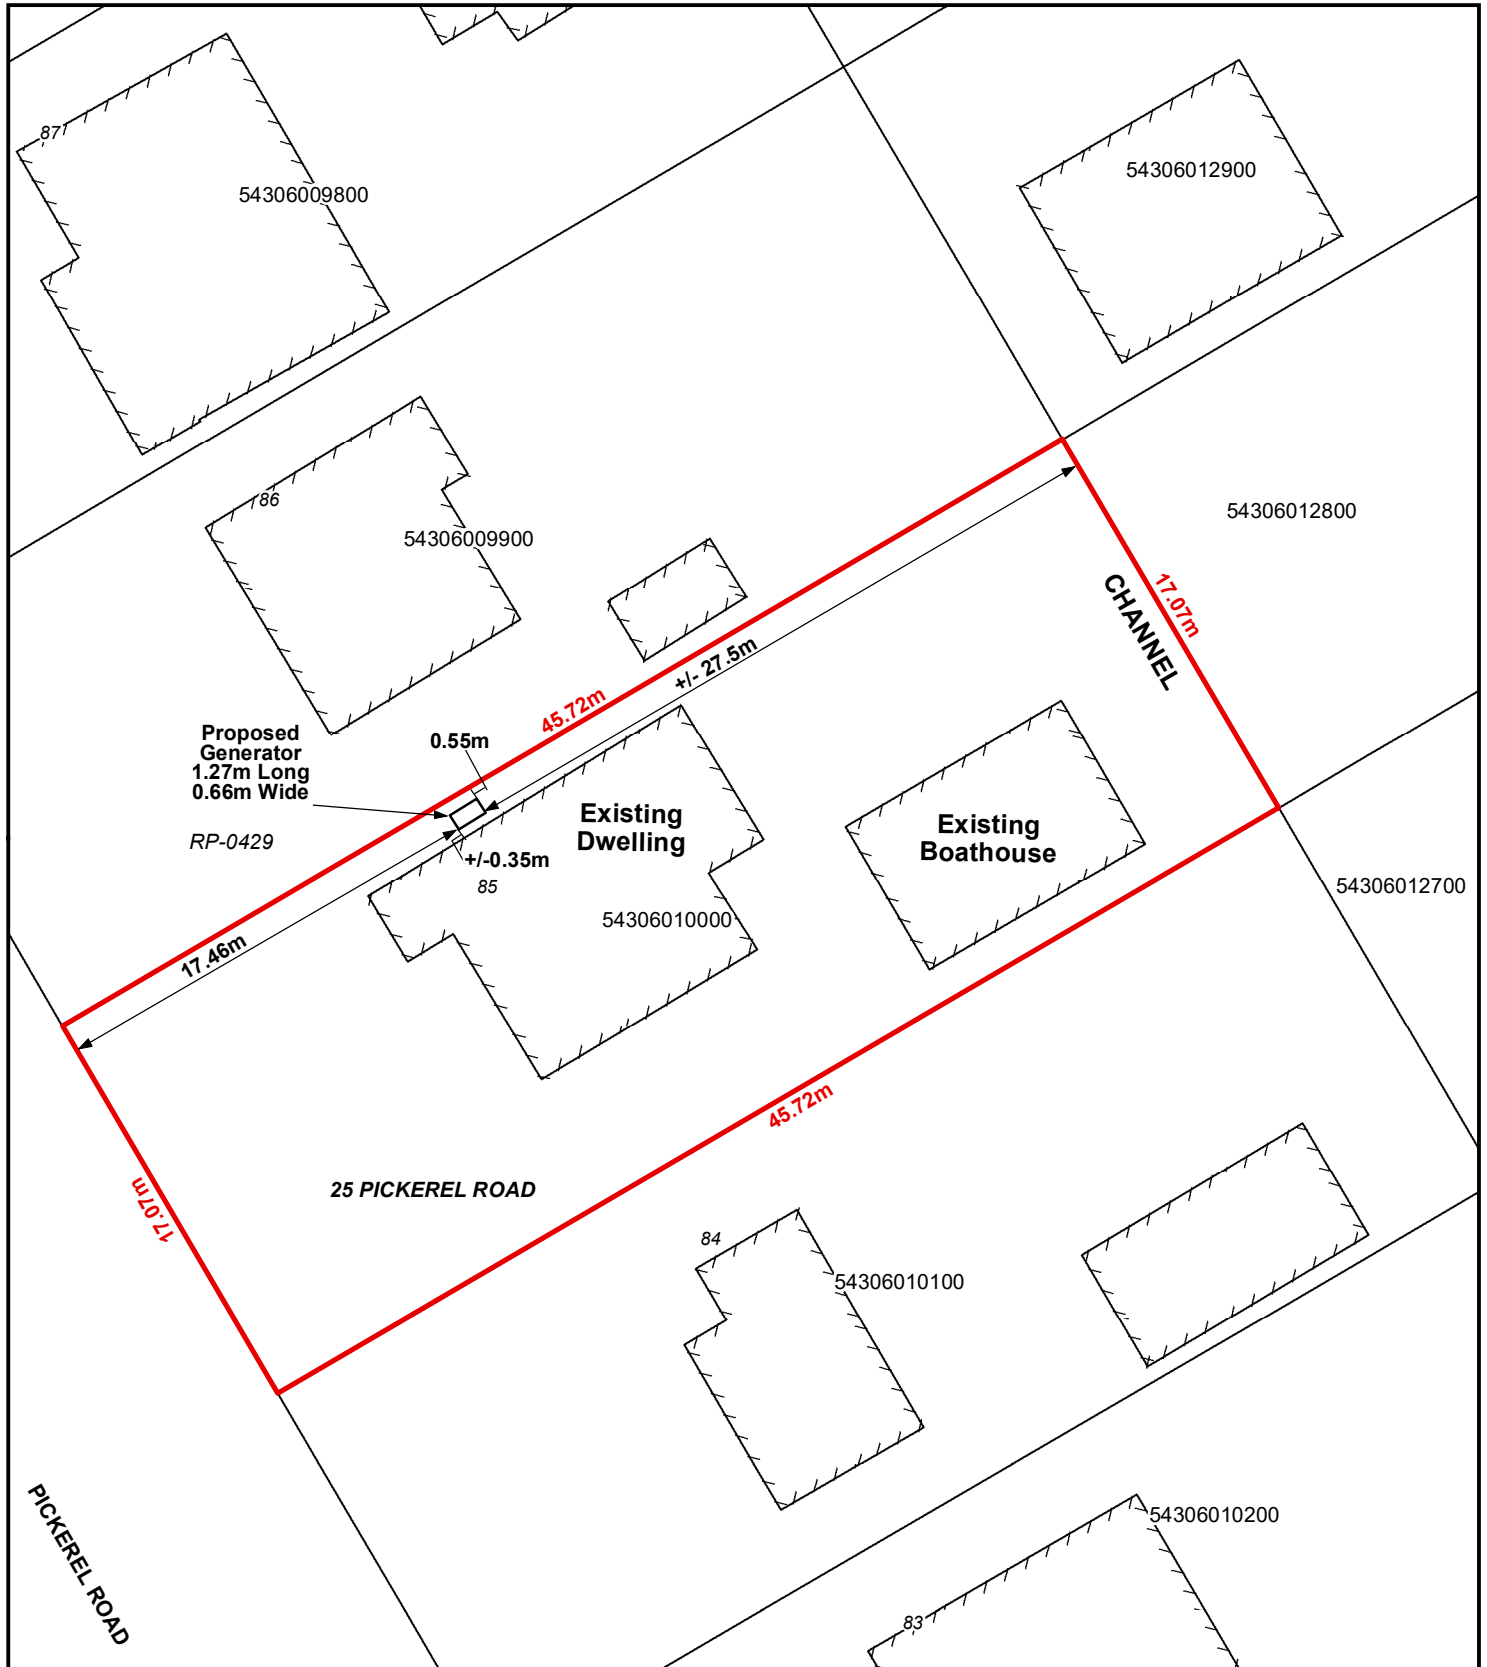 87
54306009800
54306012900
86
54306009900
54306012800
CHANNEL
17.07m
+/- 27.5m
45.72m
Proposed
Generator
1.27m Long
0.66m Wide
0.55m
RP-0429
Existing
Dwelling
Existing
Boathouse
+/-0.35m
85
54306010000
54306012700
17.46m
45.72m
17.07m
25 PICKEREL ROAD
84
54306010100
PICKEREL ROAD
54306010200
83